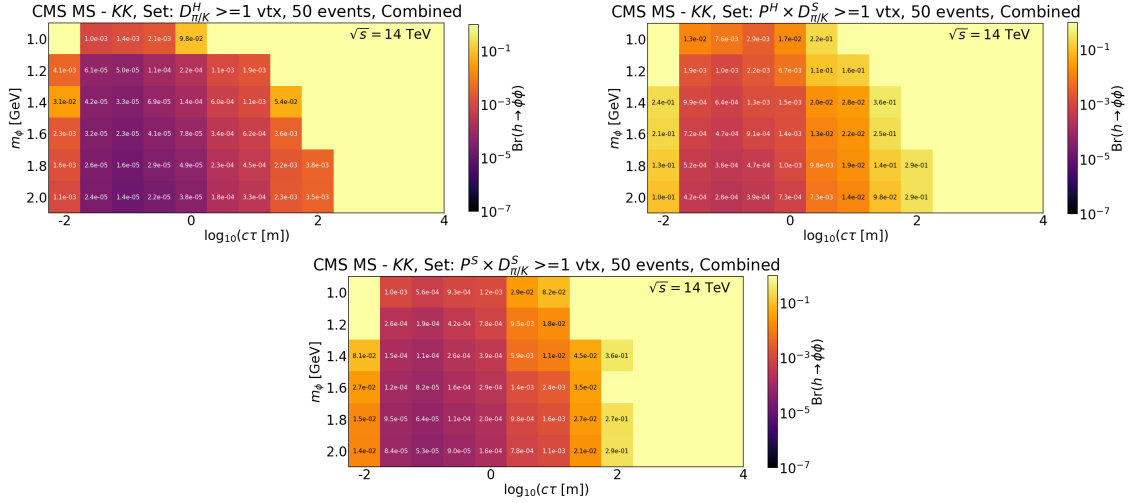 CMS MS - KK, Set: D^H_{π/K} >=1 vtx, 50 events, Combined
√s = 14 TeV
1.0 1.0e-03 1.4e-03 2.1e-03 9.8e-02
1.2 4.1e-03 6.1e-05 5.0e-05 1.1e-04 2.2e-04 1.1e-03 1.9e-03
1.4 3.1e-02 4.2e-05 3.3e-05 6.9e-05 1.4e-04 6.0e-04 1.1e-03 5.4e-02
1.6 2.3e-03 3.2e-05 2.3e-05 4.1e-05 7.8e-05 3.4e-04 6.2e-04 3.6e-03
1.8 1.6e-03 2.6e-05 1.6e-05 2.9e-05 4.9e-05 2.3e-04 4.5e-04 2.2e-03 3.8e-03
2.0 1.1e-03 2.4e-05 1.4e-05 2.2e-05 3.9e-05 1.8e-04 3.3e-04 2.3e-03 3.5e-03
m_ϕ [GeV]
-2 0 2 4
log₁₀(cτ [m])
10⁻¹
10⁻³
10⁻⁵
10⁻⁷
Br(h→ϕϕ)
CMS MS - KK, Set: P^H × D^S_{π/K} >=1 vtx, 50 events, Combined
√s = 14 TeV
1.0 1.3e-02 7.6e-03 2.9e-03 1.7e-02 2.2e-01
1.2 1.9e-03 1.0e-03 2.2e-03 6.7e-03 1.1e-01 1.6e-01
1.4 2.4e-01 9.9e-04 6.4e-04 1.3e-03 1.5e-03 2.0e-02 2.8e-02 3.6e-01
1.6 2.1e-01 7.2e-04 4.7e-04 9.1e-04 1.4e-03 1.3e-02 2.2e-02 2.5e-01
1.8 1.3e-01 5.2e-04 3.8e-04 4.7e-04 1.0e-03 9.8e-03 1.9e-02 1.4e-01 2.9e-01
2.0 1.0e-01 4.2e-04 2.8e-04 3.9e-04 7.3e-04 7.3e-03 1.4e-02 9.8e-02 2.9e-01
m_ϕ [GeV]
-2 0 2 4
log₁₀(cτ [m])
10⁻¹
10⁻³
10⁻⁵
10⁻⁷
Br(h→ϕϕ)
CMS MS - KK, Set: P^S × D^S_{π/K} >=1 vtx, 50 events, Combined
√s = 14 TeV
1.0 1.0e-03 5.6e-04 9.3e-04 1.2e-03 2.9e-02 8.2e-02
1.2 2.6e-04 1.9e-04 4.2e-04 7.8e-04 9.5e-03 1.8e-02
1.4 8.1e-02 1.5e-04 1.1e-04 2.6e-04 3.9e-04 5.9e-03 1.1e-02 4.5e-02 3.6e-01
1.6 2.7e-02 1.2e-04 8.2e-05 1.6e-04 2.9e-04 1.4e-03 2.4e-03 3.5e-02
1.8 1.5e-02 9.5e-05 6.4e-05 1.1e-04 2.0e-04 9.8e-04 1.6e-03 2.7e-02 2.7e-01
2.0 1.4e-02 8.4e-05 5.3e-05 9.0e-05 1.6e-04 7.8e-04 1.1e-03 2.1e-02 2.9e-01
m_ϕ [GeV]
-2 0 2 4
log₁₀(cτ [m])
10⁻¹
10⁻³
10⁻⁵
10⁻⁷
Br(h→ϕϕ)